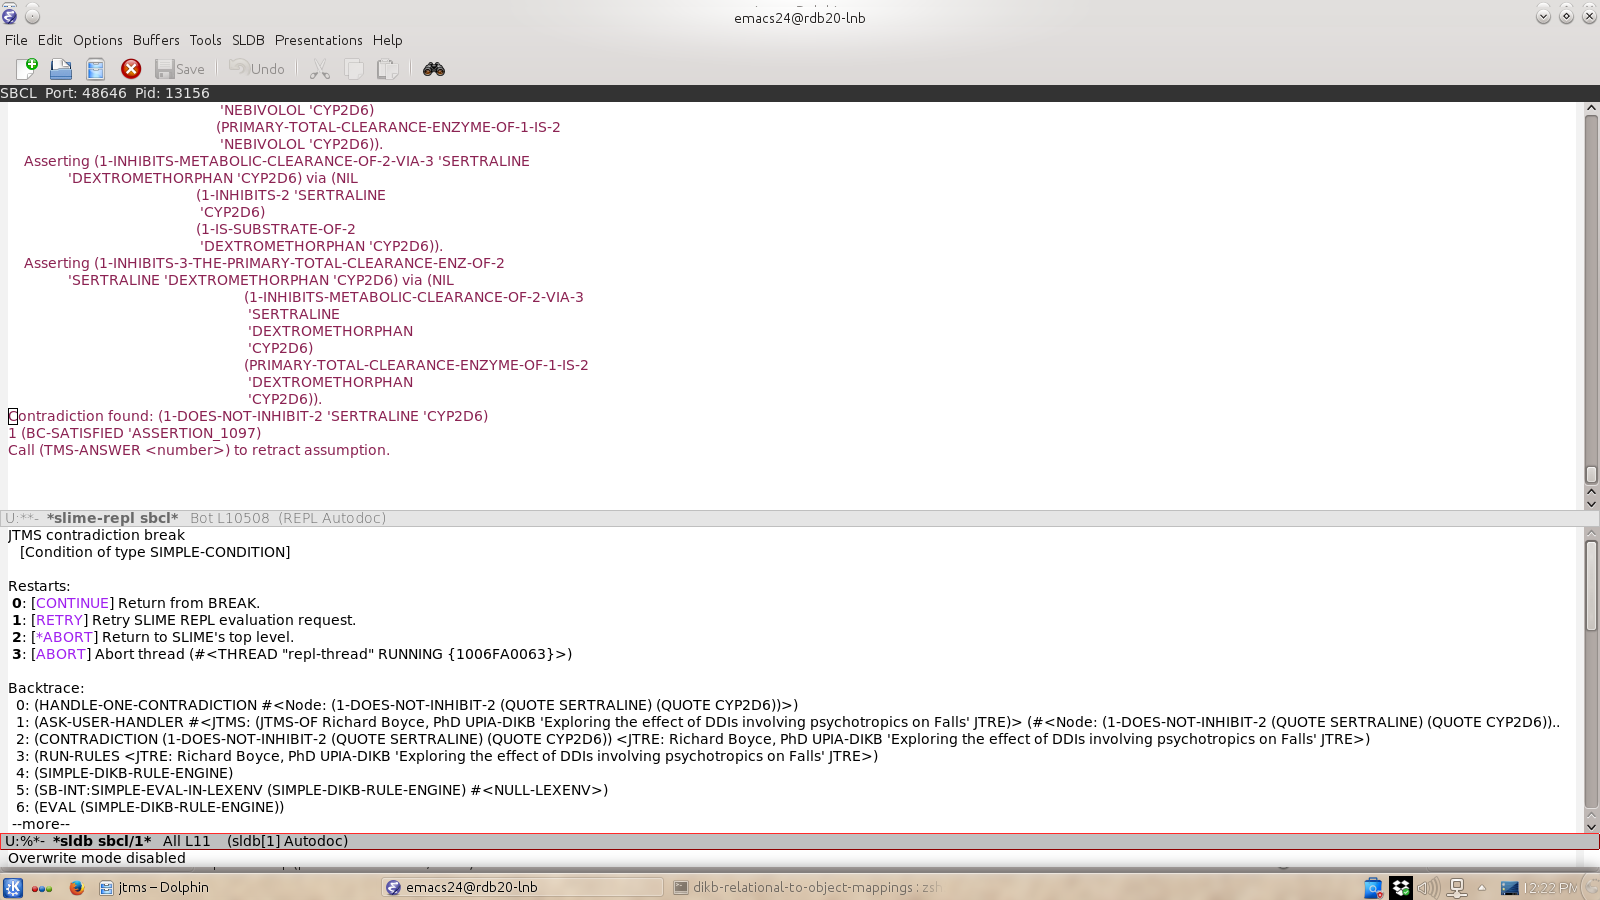 emacs24@rdb20-lnb
File Edit Options Buffers Tools SLDB Presentations Help
Save Undo
SBCL Port: 48646 Pid: 13156
'NEBIVOLOL 'CYP2D6)
(PRIMARY-TOTAL-CLEARANCE-ENZYME-OF-1-IS-2
'NEBIVOLOL 'CYP2D6)).
Asserting (1-INHIBITS-METABOLIC-CLEARANCE-OF-2-VIA-3 'SERTRALINE
'DEXTROMETHORPHAN 'CYP2D6) via (NIL
(1-INHIBITS-2 'SERTRALINE
'CYP2D6)
(1-IS-SUBSTRATE-OF-2
'DEXTROMETHORPHAN 'CYP2D6)).
Asserting (1-INHIBITS-3-THE-PRIMARY-TOTAL-CLEARANCE-ENZ-OF-2
'SERTRALINE 'DEXTROMETHORPHAN 'CYP2D6) via (NIL
(1-INHIBITS-METABOLIC-CLEARANCE-OF-2-VIA-3
'SERTRALINE
'DEXTROMETHORPHAN
'CYP2D6)
(PRIMARY-TOTAL-CLEARANCE-ENZYME-OF-1-IS-2
'DEXTROMETHORPHAN
'CYP2D6)).
Contradiction found: (1-DOES-NOT-INHIBIT-2 'SERTRALINE 'CYP2D6)
1 (BC-SATISFIED 'ASSERTION_1097)
Call (TMS-ANSWER <number>) to retract assumption.
U:**- *slime-repl sbcl* Bot L10508 (REPL Autodoc)
JTMS contradiction break
[Condition of type SIMPLE-CONDITION]
Restarts:
0: [CONTINUE] Return from BREAK.
1: [RETRY] Retry SLIME REPL evaluation request.
2: [*ABORT] Return to SLIME's top level.
3: [ABORT] Abort thread (#<THREAD "repl-thread" RUNNING {1006FA0063}>)
Backtrace:
0: (HANDLE-ONE-CONTRADICTION #<Node: (1-DOES-NOT-INHIBIT-2 (QUOTE SERTRALINE) (QUOTE CYP2D6))>)
1: (ASK-USER-HANDLER #<JTMS: (JTMS-OF Richard Boyce, PhD UPIA-DIKB 'Exploring the effect of DDIs involving psychotropics on Falls' JTRE)> (#<Node: (1-DOES-NOT-INHIBIT-2 (QUOTE SERTRALINE) (QUOTE CYP2D6))..
2: (CONTRADICTION (1-DOES-NOT-INHIBIT-2 (QUOTE SERTRALINE) (QUOTE CYP2D6)) <JTRE: Richard Boyce, PhD UPIA-DIKB 'Exploring the effect of DDIs involving psychotropics on Falls' JTRE>)
3: (RUN-RULES <JTRE: Richard Boyce, PhD UPIA-DIKB 'Exploring the effect of DDIs involving psychotropics on Falls' JTRE>)
4: (SIMPLE-DIKB-RULE-ENGINE)
5: (SB-INT:SIMPLE-EVAL-IN-LEXENV (SIMPLE-DIKB-RULE-ENGINE) #<NULL-LEXENV>)
6: (EVAL (SIMPLE-DIKB-RULE-ENGINE))
--more--
U:%*- *sldb sbcl/1* All L11 (sldb[1] Autodoc)
Overwrite mode disabled
jtms – Dolphin emacs24@rdb20-lnb dikb-relational-to-object-mappings : zsh 12:22 PM